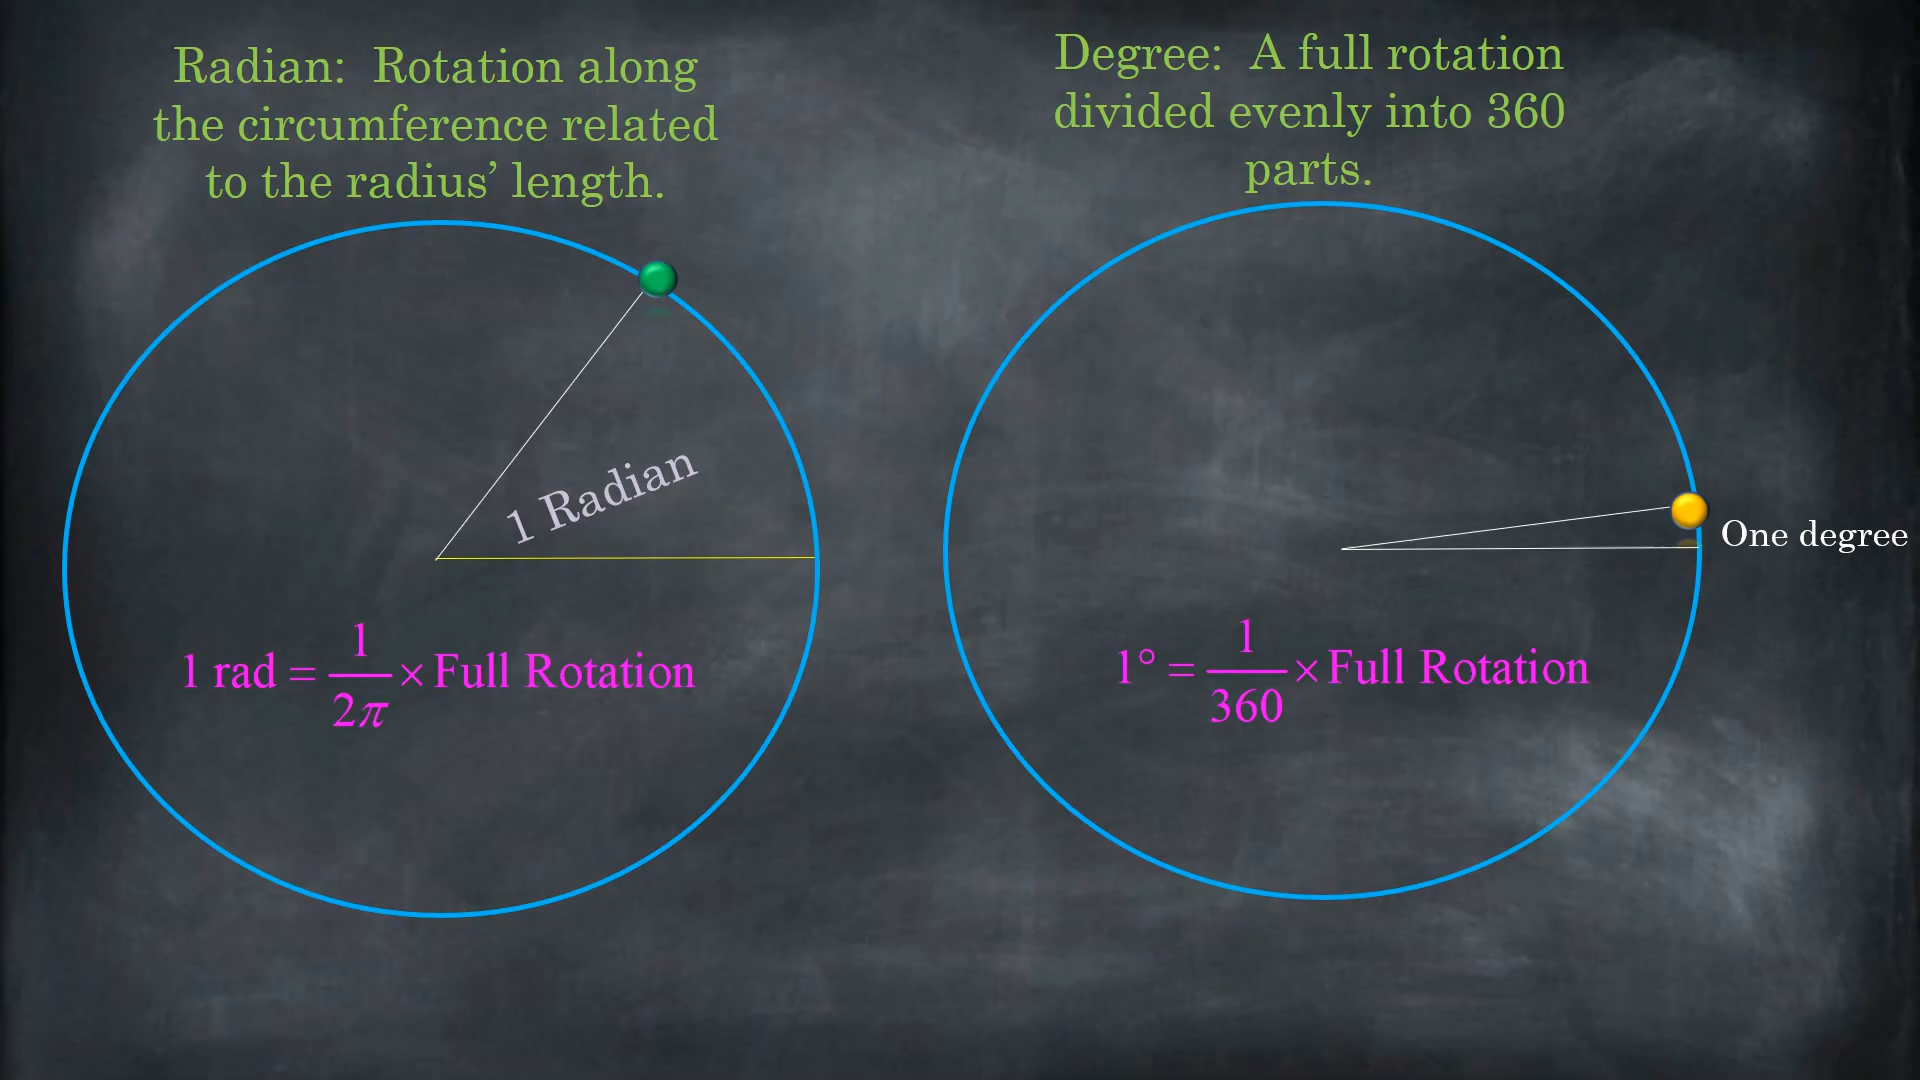 Radian:  Rotation along
the circumference related
to the radius’ length.
1 Radian
1 rad = 1/2π × Full Rotation
Degree:  A full rotation
divided evenly into 360
parts.
One degree
1° = 1/360 × Full Rotation